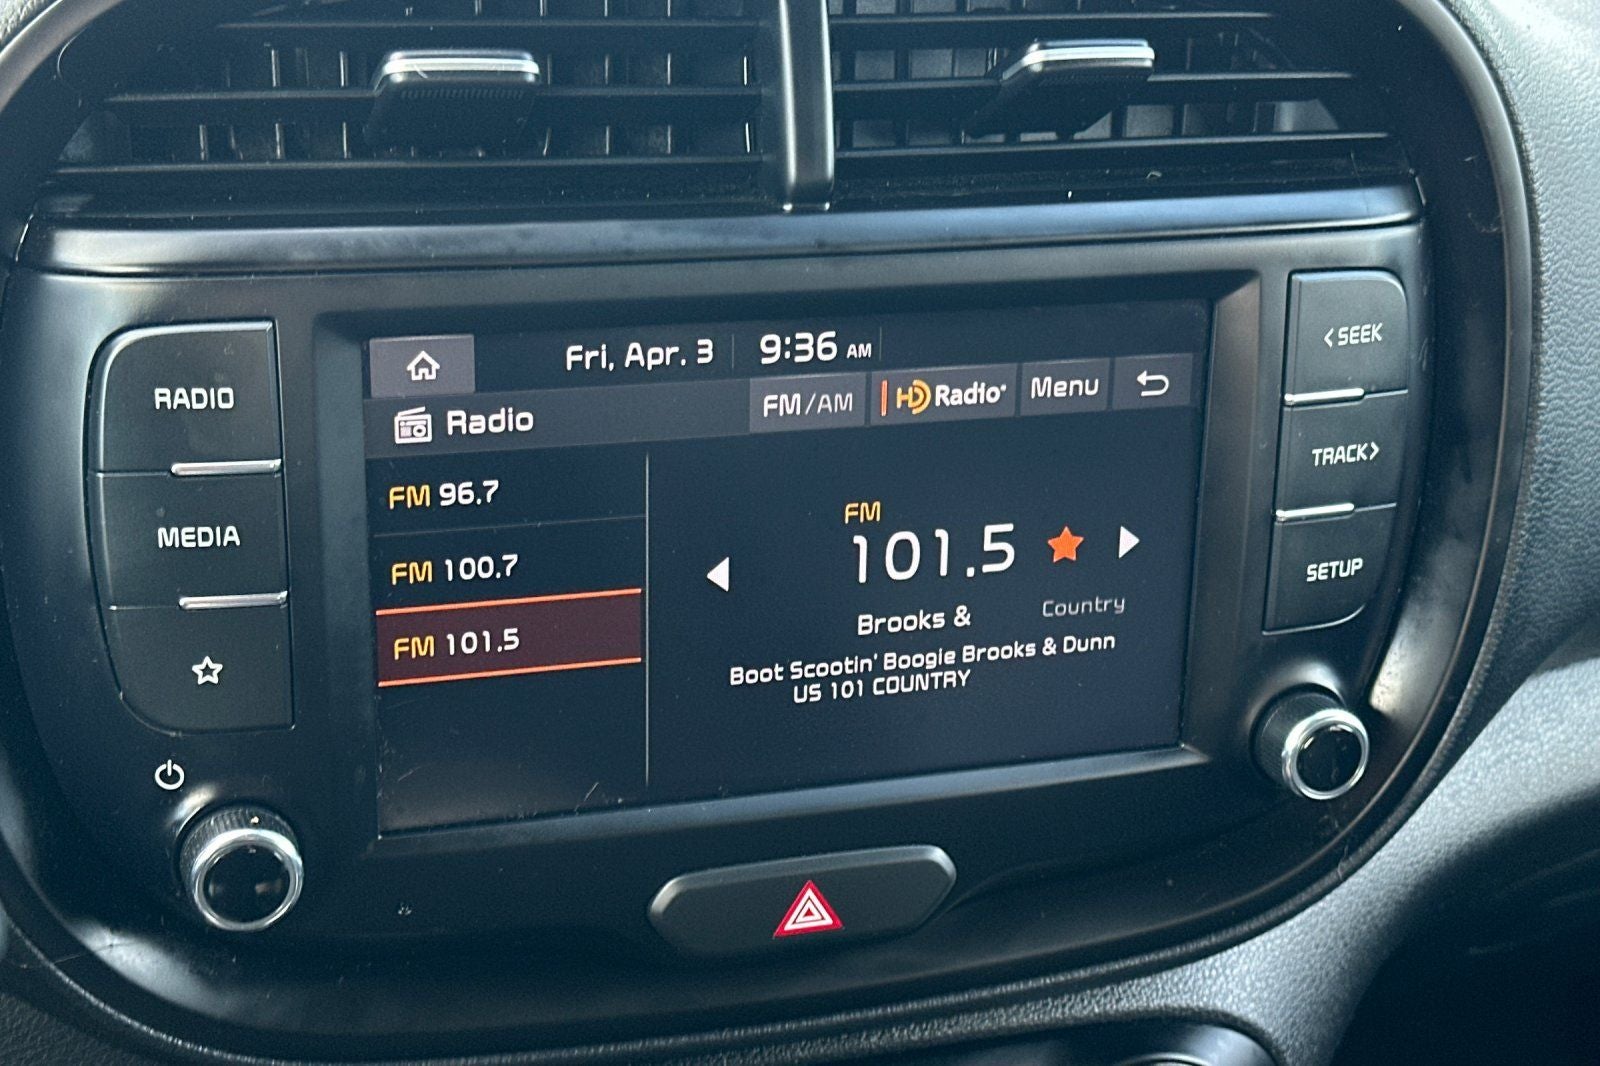 Fri, Apr. 3 9:36 AM
RADIO
MEDIA
Radio
FM/AM
HD Radio
Menu
FM 96.7
FM 100.7
FM 101.5
FM
101.5
Brooks & Country
Boot Scootin' Boogie Brooks & Dunn
US 101 COUNTRY
<SEEK
TRACK>
SETUP